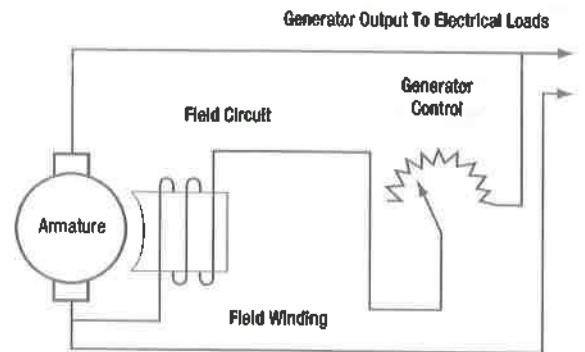 Generator Output To Electrical Loads
Generator
Control
Field Circuit
Armature
Field Winding